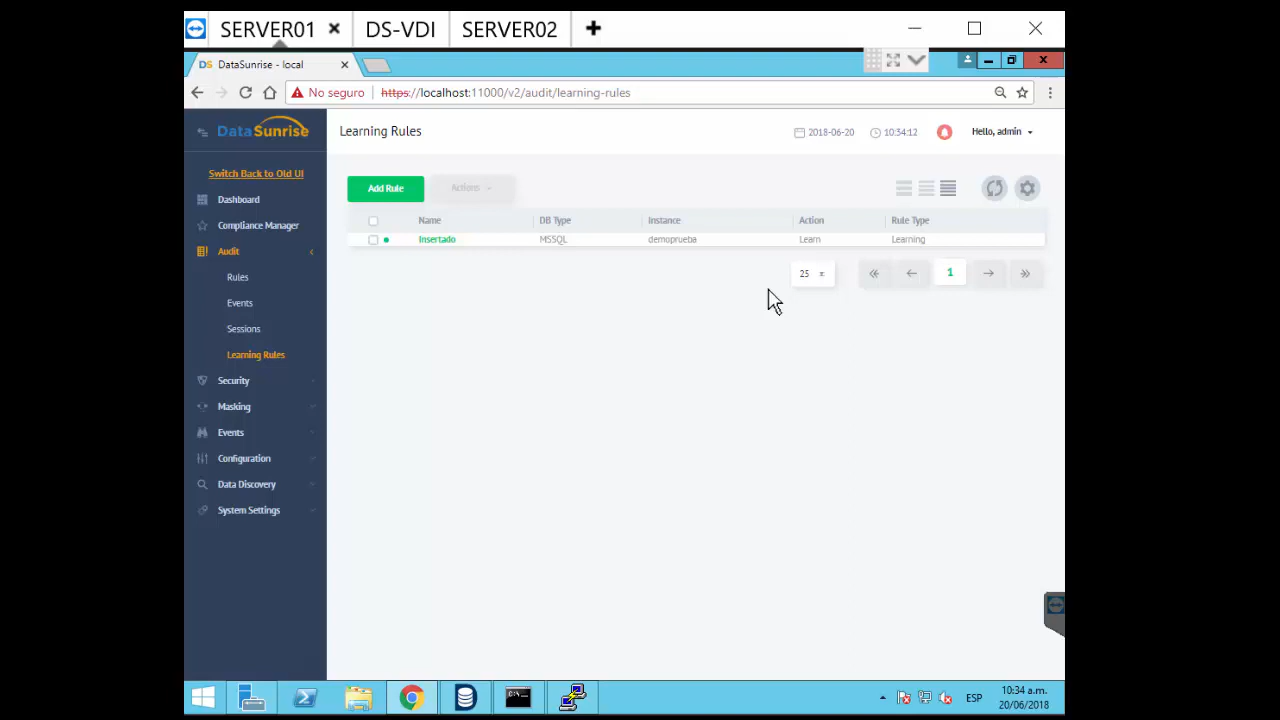 SERVER01
DS-VDI
SERVER02
DS DataSunrise - local
No seguro https://localhost:11000/v2/audit/learning-rules
DataSunrise
Learning Rules
2018-06-20
10:34:12
Hello, admin
Switch Back to Old UI
Dashboard
Compliance Manager
Audit
Rules
Events
Sessions
Learning Rules
Security
Masking
Events
Configuration
Data Discovery
System Settings
Add Rule
Actions
Name DB Type Instance Action Rule Type
Insertado MSSQL demoprueba Learn Learning
25
1
ESP
10:34 a.m.
20/06/2018